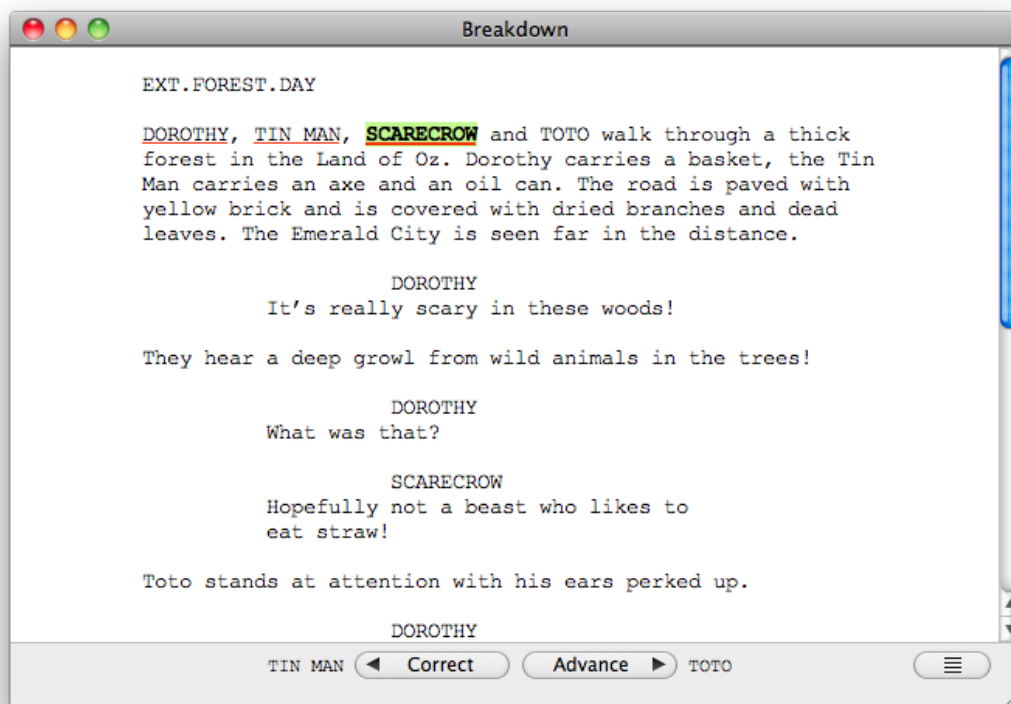 Breakdown
EXT.FOREST.DAY
DOROTHY, TIN MAN, SCARECROW and TOTO walk through a thick
forest in the Land of Oz. Dorothy carries a basket, the Tin
Man carries an axe and an oil can. The road is paved with
yellow brick and is covered with dried branches and dead
leaves. The Emerald City is seen far in the distance.
DOROTHY
It’s really scary in these woods!
They hear a deep growl from wild animals in the trees!
DOROTHY
What was that?
SCARECROW
Hopefully not a beast who likes to
eat straw!
Toto stands at attention with his ears perked up.
DOROTHY
TIN MAN Correct Advance TOTO